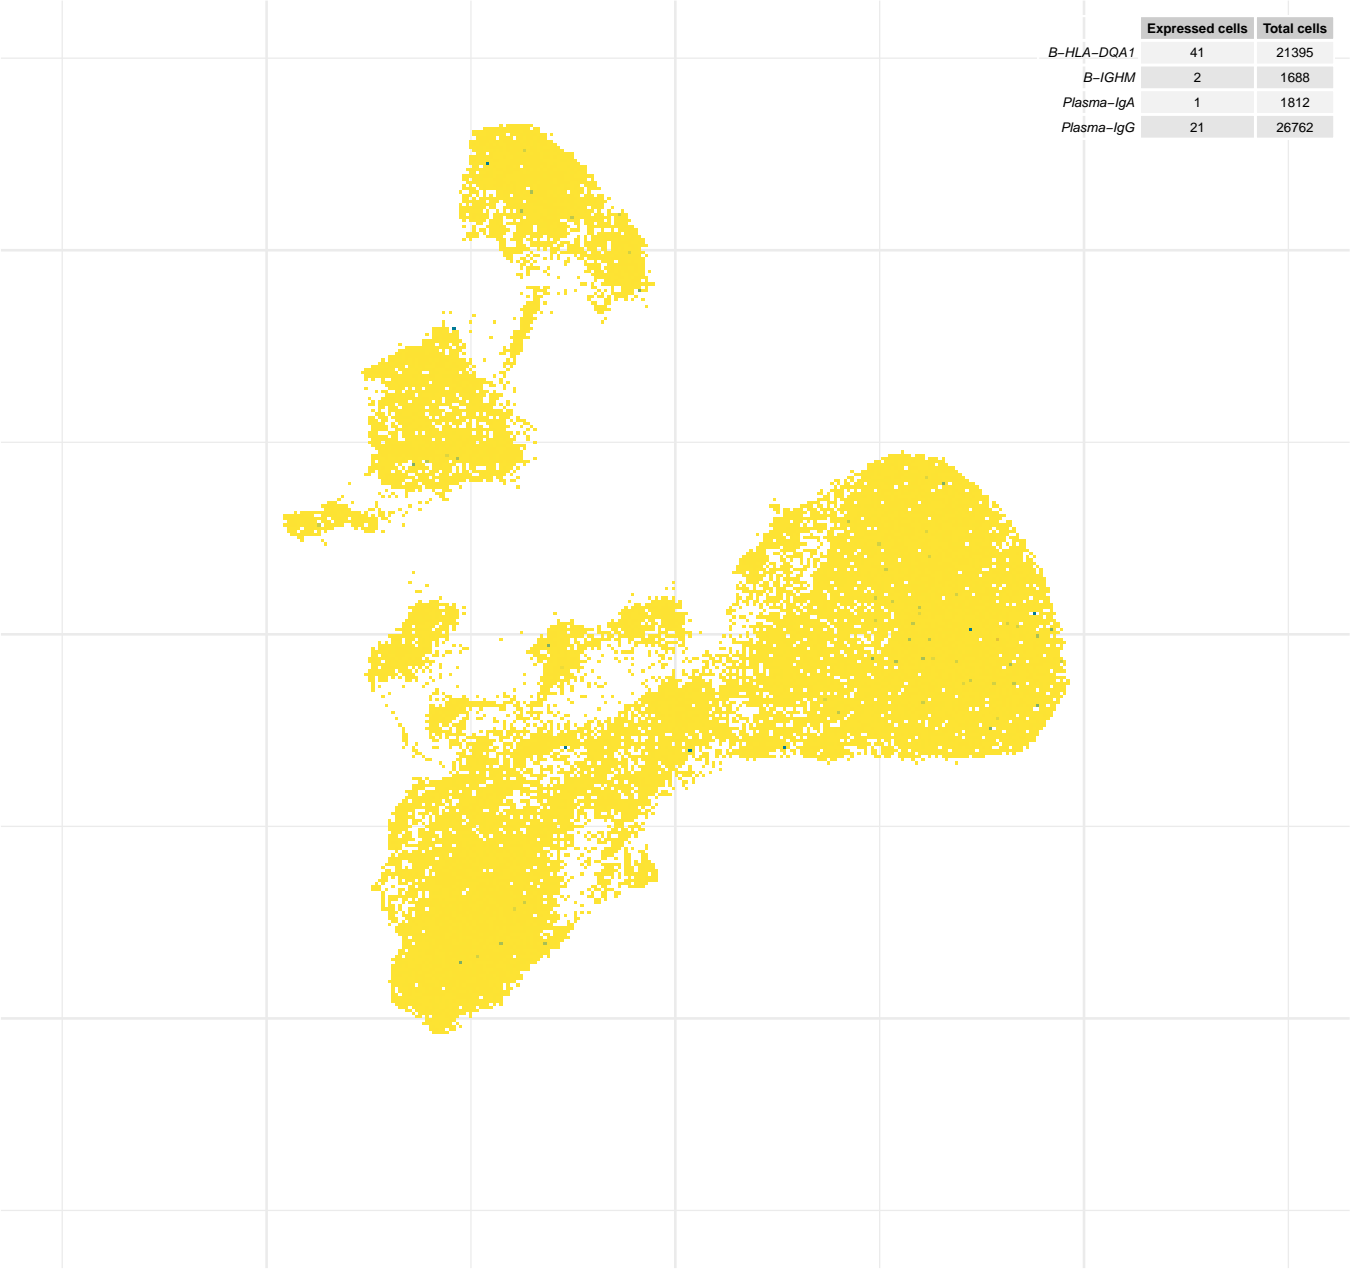 Expressed cells Total cells
B−HLA−DQA1 41 21395
B−IGHM 2 1688
Plasma−IgA 1 1812
Plasma−IgG 21 26762